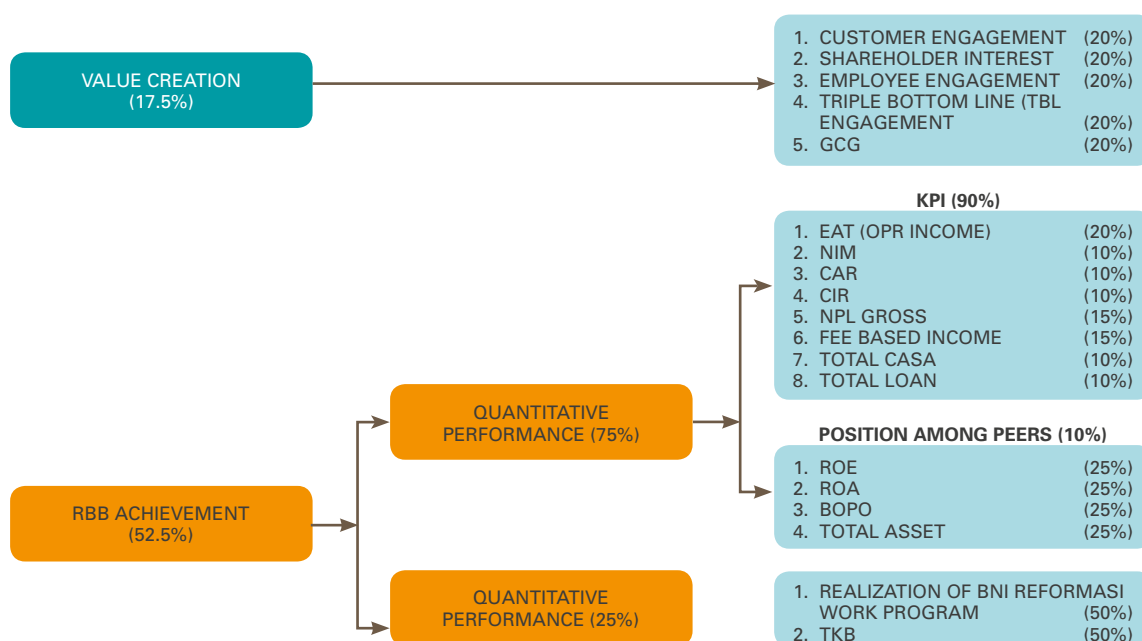 VALUE CREATION
(17.5%)
1. CUSTOMER ENGAGEMENT (20%)
2. SHAREHOLDER INTEREST (20%)
3. EMPLOYEE ENGAGEMENT (20%)
4. TRIPLE BOTTOM LINE (TBL
ENGAGEMENT (20%)
5. GCG (20%)
KPI (90%)
1. EAT (OPR INCOME) (20%)
2. NIM (10%)
3. CAR (10%)
4. CIR (10%)
5. NPL GROSS (15%)
6. FEE BASED INCOME (15%)
7. TOTAL CASA (10%)
8. TOTAL LOAN (10%)
QUANTITATIVE
PERFORMANCE (75%)
POSITION AMONG PEERS (10%)
1. ROE (25%)
2. ROA (25%)
3. BOPO (25%)
4. TOTAL ASSET (25%)
RBB ACHIEVEMENT
(52.5%)
QUANTITATIVE
PERFORMANCE (25%)
1. REALIZATION OF BNI REFORMASI
WORK PROGRAM (50%)
2. TKB (50%)